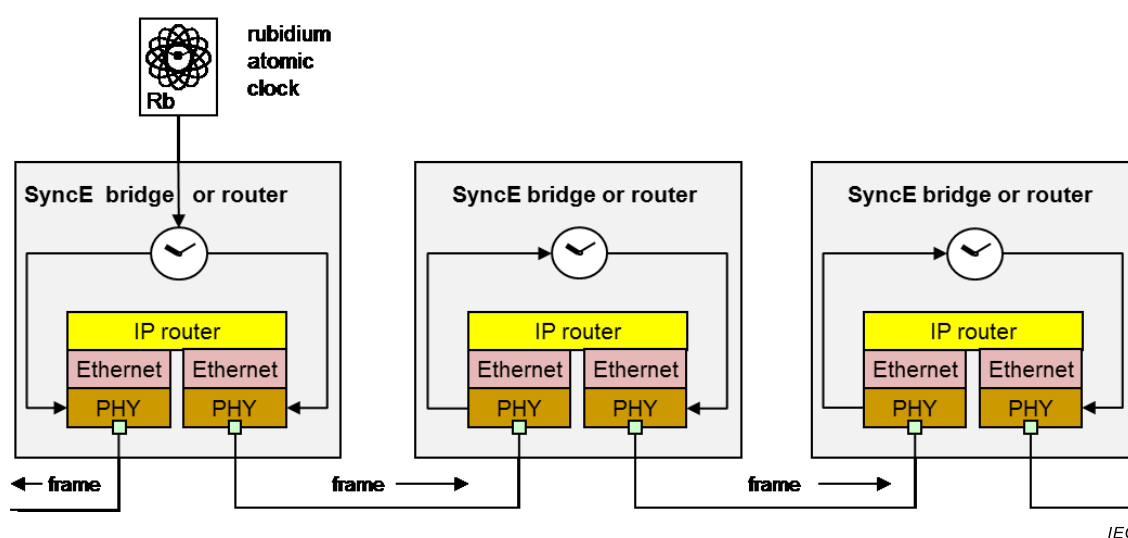 rubidium
atomic
clock
Rb
SyncE bridge or router
SyncE bridge or router
SyncE bridge or router
IP router
IP router
IP router
Ethernet Ethernet
Ethernet Ethernet
Ethernet Ethernet
PHY PHY
PHY PHY
PHY PHY
frame
frame
frame